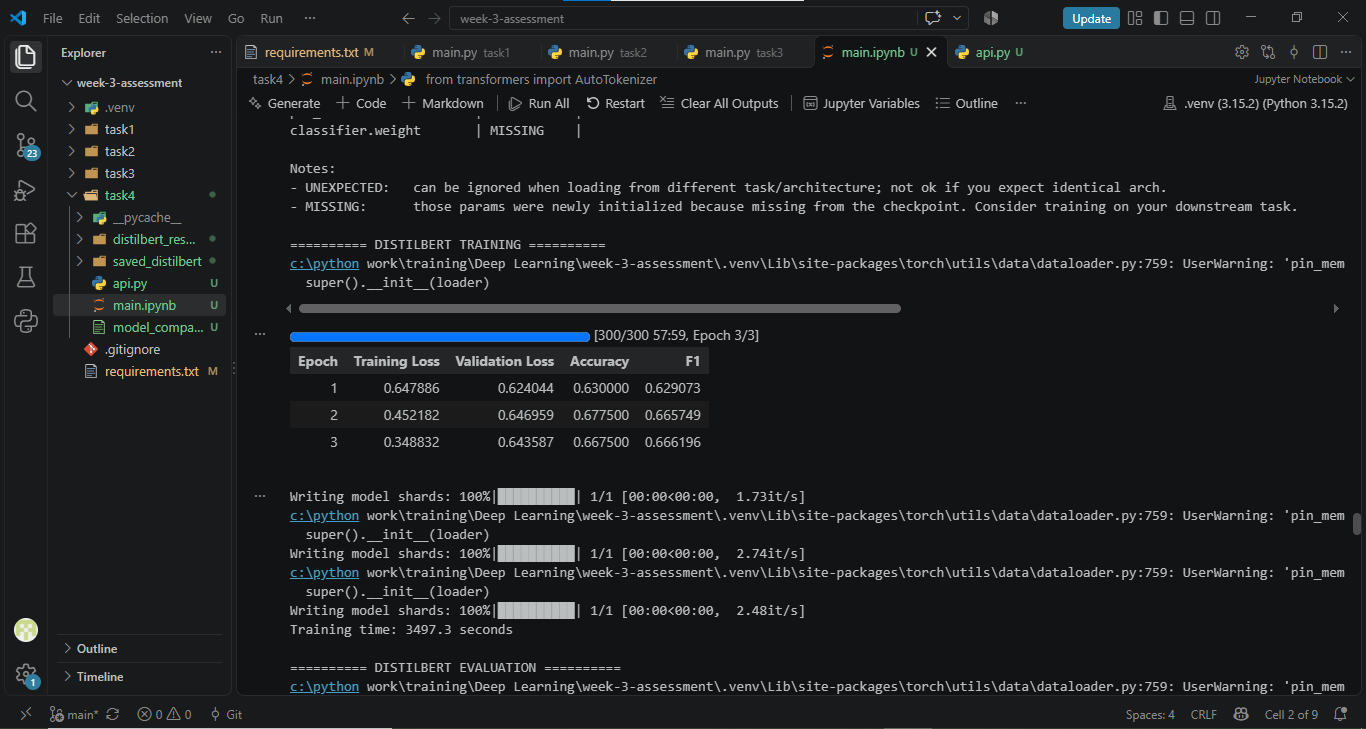 File Edit Selection View Go Run ··· week-3-assessment Update
Explorer ···
requirements.txt M main.py task1 main.py task2 main.py task3 main.ipynb U api.py U
week-3-assessment
.venv
task1
task2
task3
task4
__pycache__
distilbert_res...
saved_distilbert
api.py U
main.ipynb U
model_compa... U
.gitignore
requirements.txt M
Outline
Timeline
23
1
task4 > main.ipynb > from transformers import AutoTokenizer
Jupyter Notebook
Generate + Code + Markdown Run All Restart Clear All Outputs Jupyter Variables Outline ··· .venv (3.15.2) (Python 3.15.2)
classifier.weight | MISSING |
Notes:
- UNEXPECTED: can be ignored when loading from different task/architecture; not ok if you expect identical arch.
- MISSING: those params were newly initialized because missing from the checkpoint. Consider training on your downstream task.
========== DISTILBERT TRAINING ==========
c:\python work\training\Deep Learning\week-3-assessment\.venv\Lib\site-packages\torch\utils\data\dataloader.py:759: UserWarning: 'pin_mem
super().__init__(loader)
[300/300 57:59, Epoch 3/3]
Epoch Training Loss Validation Loss Accuracy F1
1 0.647886 0.624044 0.630000 0.629073
2 0.452182 0.646959 0.677500 0.665749
3 0.348832 0.643587 0.667500 0.666196
Writing model shards: 100%|██████████| 1/1 [00:00<00:00, 1.73it/s]
c:\python work\training\Deep Learning\week-3-assessment\.venv\Lib\site-packages\torch\utils\data\dataloader.py:759: UserWarning: 'pin_mem
super().__init__(loader)
Writing model shards: 100%|██████████| 1/1 [00:00<00:00, 2.74it/s]
c:\python work\training\Deep Learning\week-3-assessment\.venv\Lib\site-packages\torch\utils\data\dataloader.py:759: UserWarning: 'pin_mem
super().__init__(loader)
Writing model shards: 100%|██████████| 1/1 [00:00<00:00, 2.48it/s]
Training time: 3497.3 seconds
========== DISTILBERT EVALUATION ==========
c:\python work\training\Deep Learning\week-3-assessment\.venv\Lib\site-packages\torch\utils\data\dataloader.py:759: UserWarning: 'pin_mem
main* 0 0 Git Spaces: 4 CRLF Cell 2 of 9